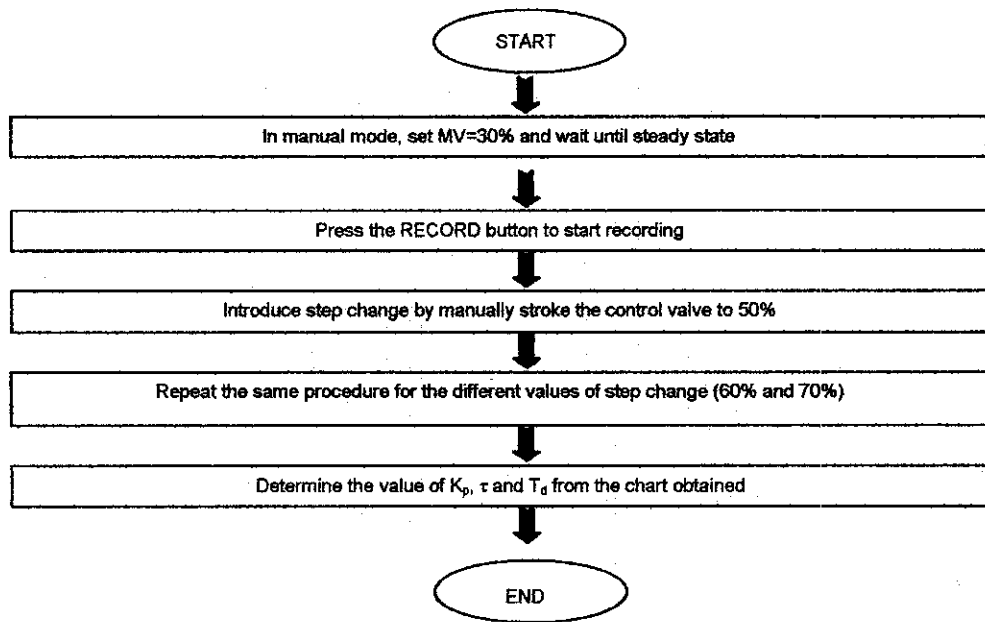 START
In manual mode, set MV=30% and wait until steady state
Press the RECORD button to start recording
Introduce step change by manually stroke the control valve to 50%
Repeat the same procedure for the different values of step change (60% and 70%)
Determine the value of Kp, τ and Td from the chart obtained
END